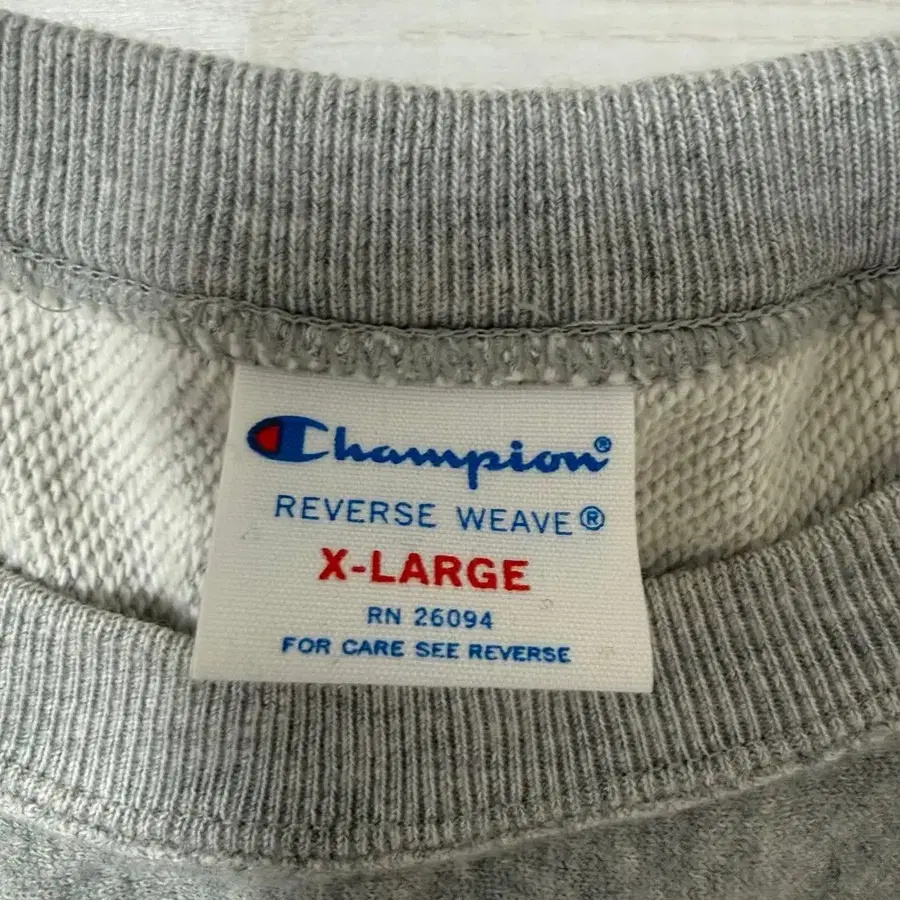 Champion®
REVERSE WEAVE®
X-LARGE
RN 26094
FOR CARE SEE REVERSE